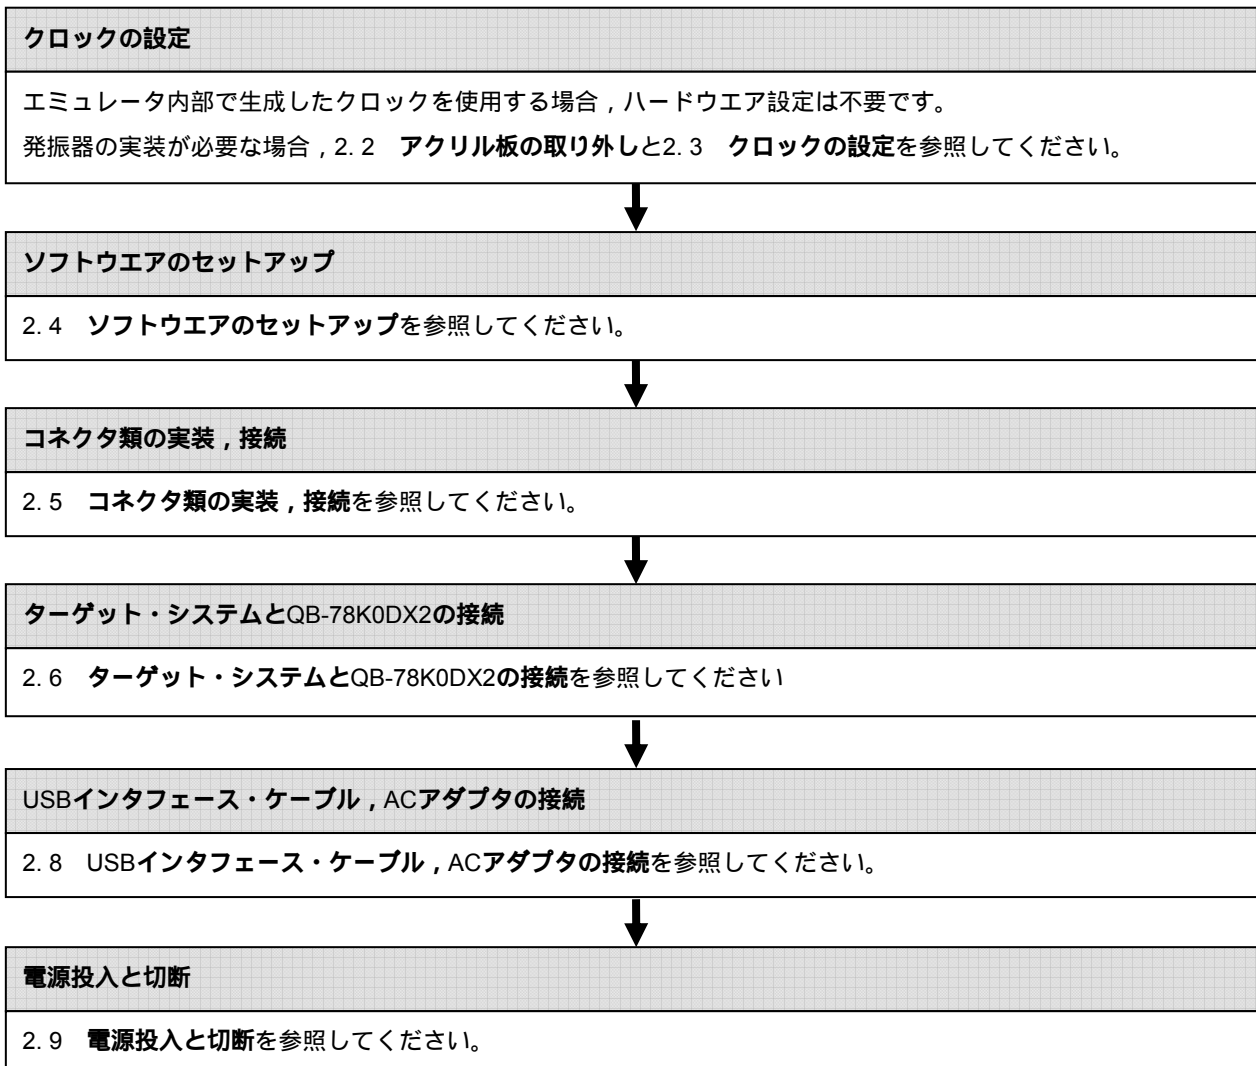 クロックの設定
エミュレータ内部で生成したクロックを使用する場合，ハードウエア設定は不要です。
発振器の実装が必要な場合，2. 2　アクリル板の取り外しと2. 3　クロックの設定を参照してください。
ソフトウエアのセットアップ
2. 4　ソフトウエアのセットアップを参照してください。
コネクタ類の実装，接続
2. 5　コネクタ類の実装，接続を参照してください。
ターゲット・システムとQB-78K0DX2の接続
2. 6　ターゲット・システムとQB-78K0DX2の接続を参照してください
USBインタフェース・ケーブル，ACアダプタの接続
2. 8　USBインタフェース・ケーブル，ACアダプタの接続を参照してください。
電源投入と切断
2. 9　電源投入と切断を参照してください。